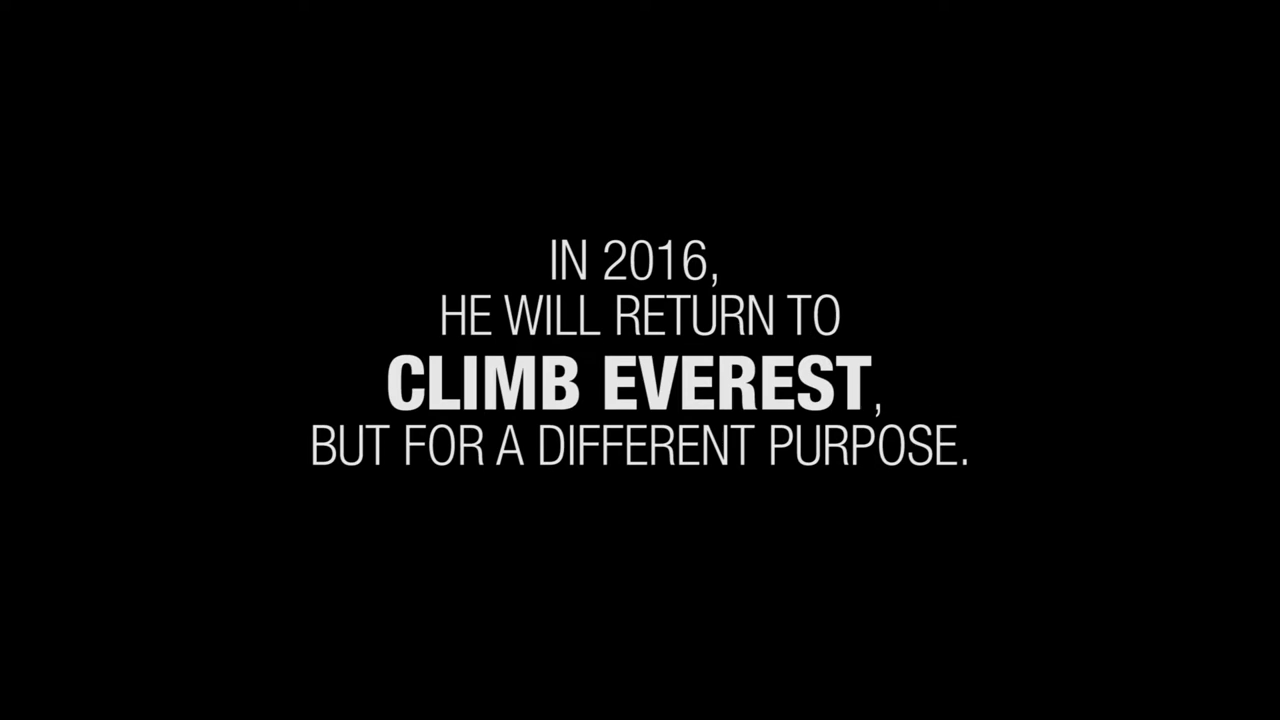 IN 2016,
HE WILL RETURN TO
CLIMB EVEREST,
BUT FOR A DIFFERENT PURPOSE.